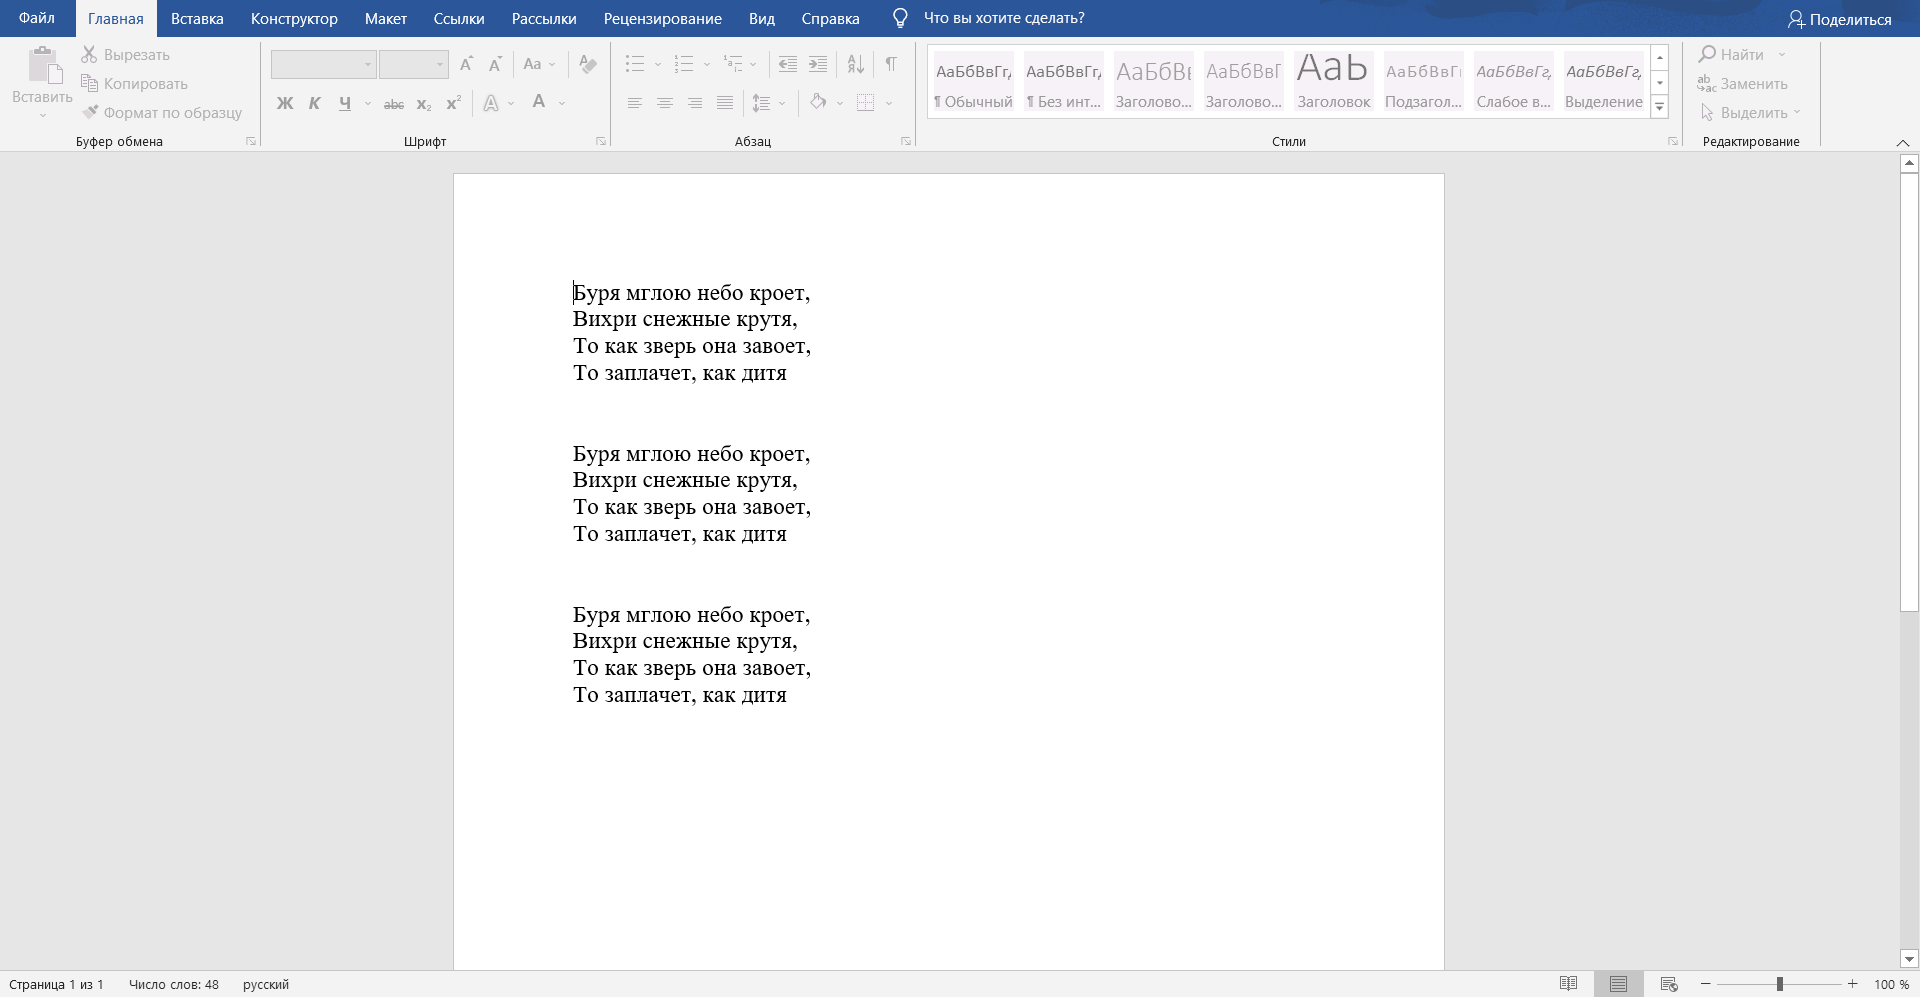 Файл Главная Вставка Конструктор Макет Ссылки Рассылки Рецензирование Вид Справка Что вы хотите сделать? Поделиться
Вставить
Вырезать
Копировать
Формат по образцу
Буфер обмена
Aa
Ж К Ч abc x₂ x² A A
Шрифт
Абзац
АаБбВвГг, АаБбВвГг, АаБбВв АаБбВвГ АаЬ АаБбВвГг АаБбВвГг, АаБбВвГг,
¶ Обычный ¶ Без инт... Заголово... Заголово... Заголовок Подзагол... Слабое в... Выделение
Стили
Найти
Заменить
Выделить
Редактирование
Буря мглою небо кроет,
Вихри снежные крутя,
То как зверь она завоет,
То заплачет, как дитя
Буря мглою небо кроет,
Вихри снежные крутя,
То как зверь она завоет,
То заплачет, как дитя
Буря мглою небо кроет,
Вихри снежные крутя,
То как зверь она завоет,
То заплачет, как дитя
Страница 1 из 1 Число слов: 48 русский 100 %